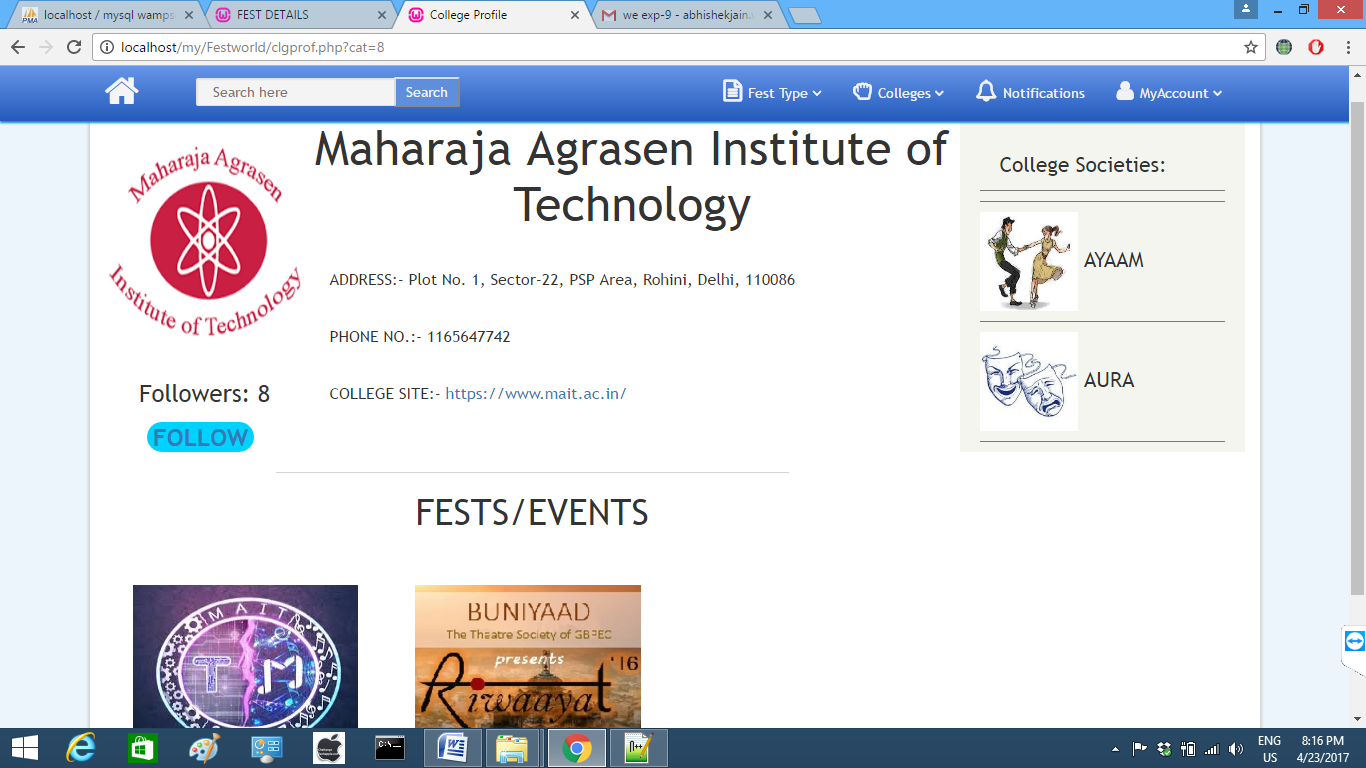 localhost / mysql wamps
FEST DETAILS
College Profile
we exp-9 - abhishekjain.
localhost/my/Festworld/clgprof.php?cat=8
Search here
Search
Fest Type
Colleges
Notifications
MyAccount
Maharaja Agrasen
Institute of Technology
Maharaja Agrasen Institute of
Technology
ADDRESS:- Plot No. 1, Sector-22, PSP Area, Rohini, Delhi, 110086
PHONE NO.:- 1165647742
COLLEGE SITE:- https://www.mait.ac.in/
Followers: 8
FOLLOW
College Societies:
AYAAM
AURA
FESTS/EVENTS
MAIT
TM
BUNIYAAD
The Theatre Society of GBPEC
presents
Riwaayat '16
ENG
US
8:16 PM
4/23/2017